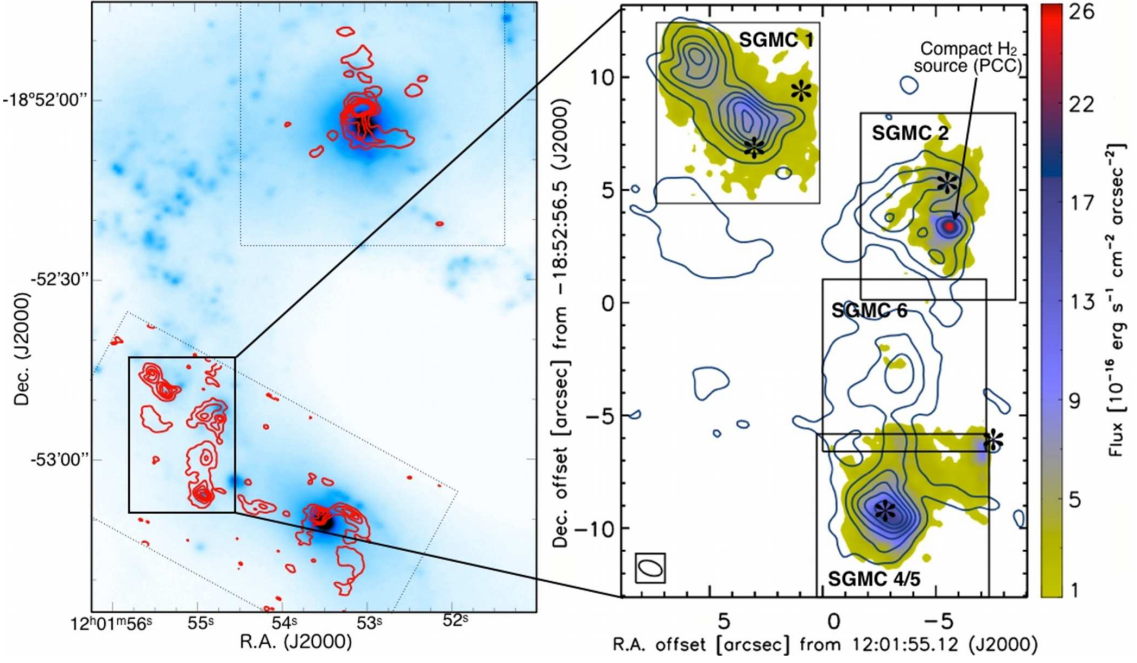 -18°52'00"
-52'30"
-53'00"
Dec. (J2000)
12ʰ01ᵐ56ˢ
55ˢ
54ˢ
53ˢ
52ˢ
R.A. (J2000)
SGMC 1
Compact H₂
source (PCC)
SGMC 2
SGMC 6
SGMC 4/5
10
5
0
−5
−10
Dec. offset [arcsec] from −18:52:56.5 (J2000)
5
0
−5
R.A. offset [arcsec] from 12:01:55.12 (J2000)
26
22
17
13
9
5
1
Flux [10⁻¹⁶ erg s⁻¹ cm⁻² arcsec⁻²]